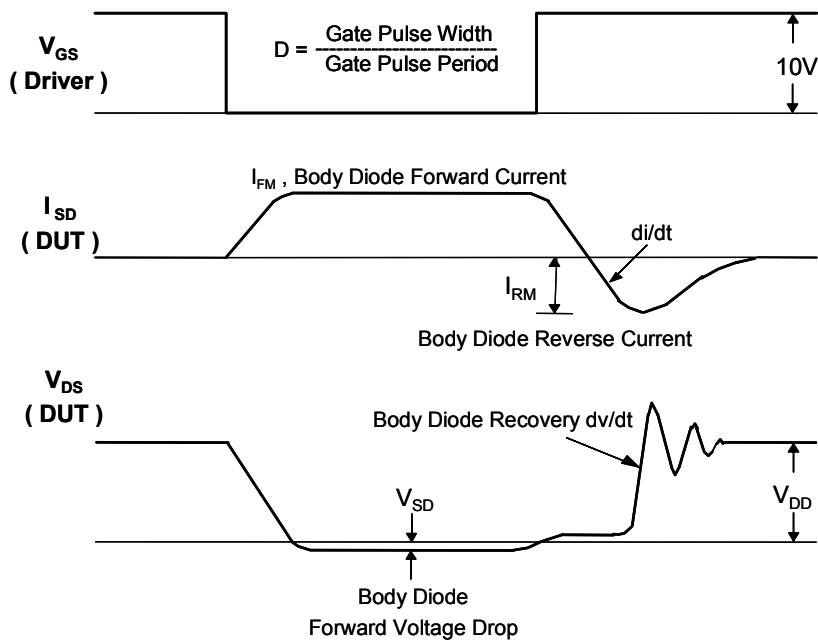 V_GS
( Driver )
D = Gate Pulse Width
Gate Pulse Period
10V
I_FM , Body Diode Forward Current
I_SD
( DUT )
di/dt
I_RM
Body Diode Reverse Current
V_DS
( DUT )
Body Diode Recovery dv/dt
V_SD
V_DD
Body Diode
Forward Voltage Drop